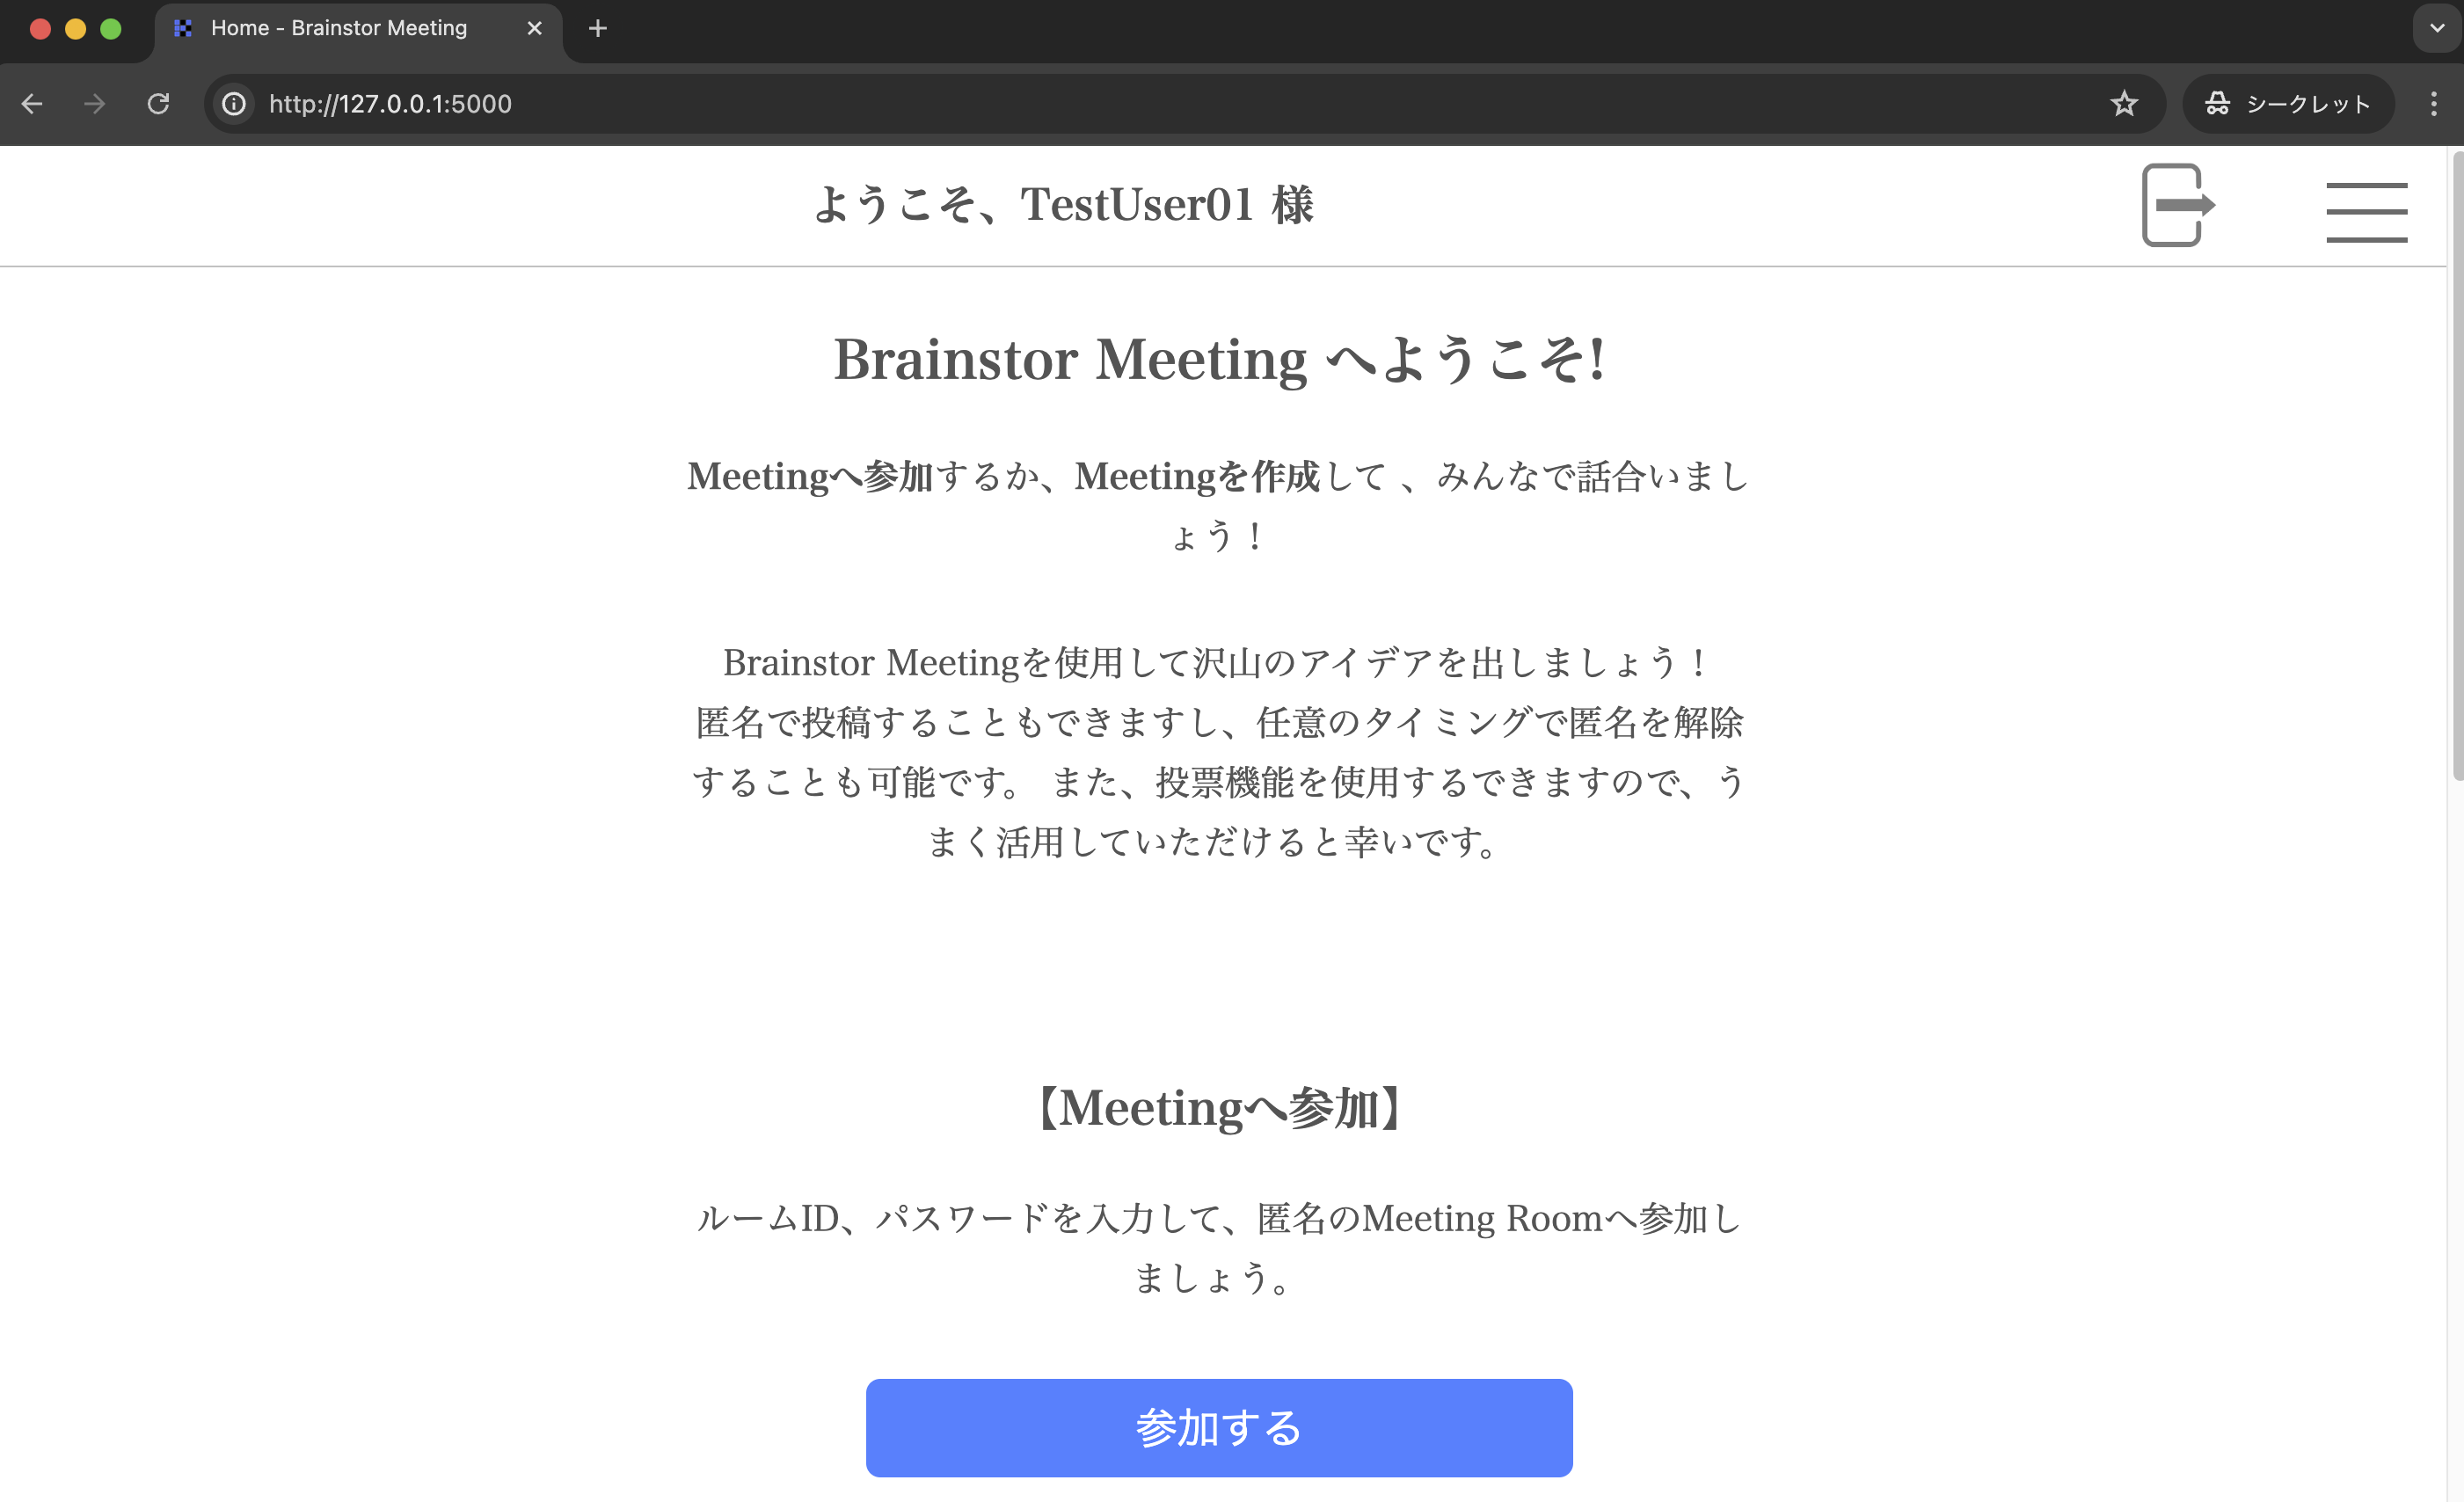 Home - Brainstor Meeting
http://127.0.0.1:5000
シークレット
ようこそ、TestUser01 様
Brainstor Meeting へようこそ!
Meetingへ参加するか、Meetingを作成して 、みんなで話合いまし
ょう！
Brainstor Meetingを使用して沢山のアイデアを出しましょう！
匿名で投稿することもできますし、任意のタイミングで匿名を解除
することも可能です。 また、投票機能を使用するできますので、う
まく活用していただけると幸いです。
【Meetingへ参加】
ルームID、パスワードを入力して、匿名のMeeting Roomへ参加し
ましょう。
参加する